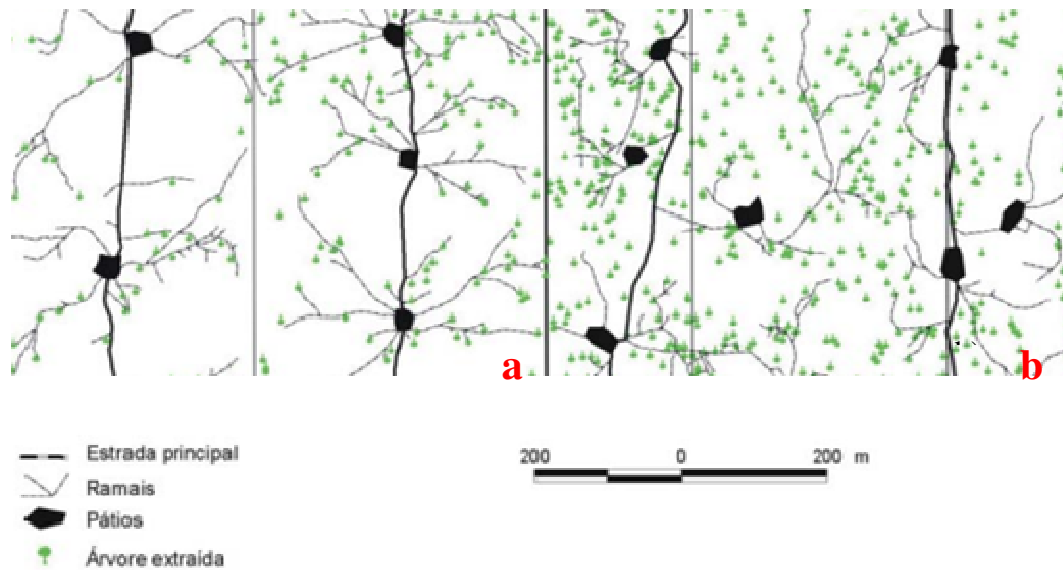 a b
Estrada principal
Ramais
Pátios
Árvore extraída
200 0 200 m